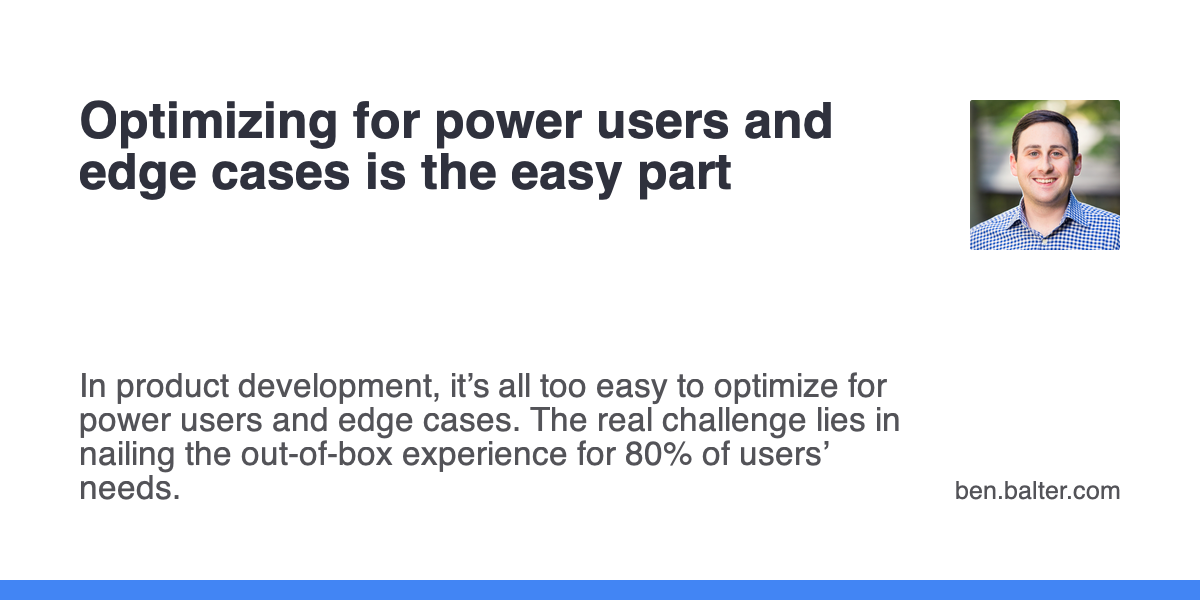 Optimizing for power users and
edge cases is the easy part
In product development, it’s all too easy to optimize for
power users and edge cases. The real challenge lies in
nailing the out-of-box experience for 80% of users’
needs.
ben.balter.com